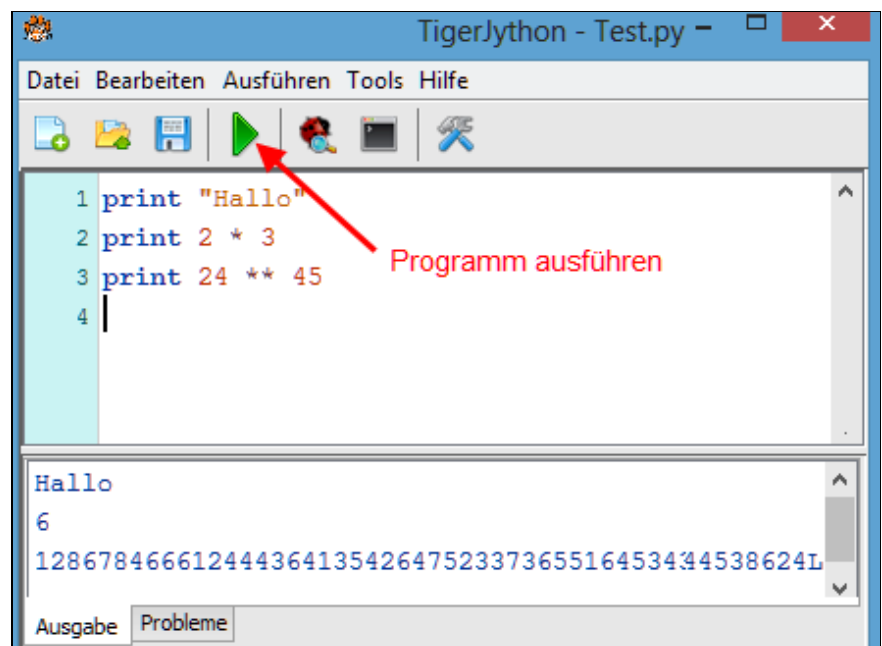 TigerJython - Test.py
Datei Bearbeiten Ausführen Tools Hilfe
1 print "Hallo"
2 print 2 * 3
3 print 24 ** 45
4
Programm ausführen
Hallo
6
Ausgabe Probleme